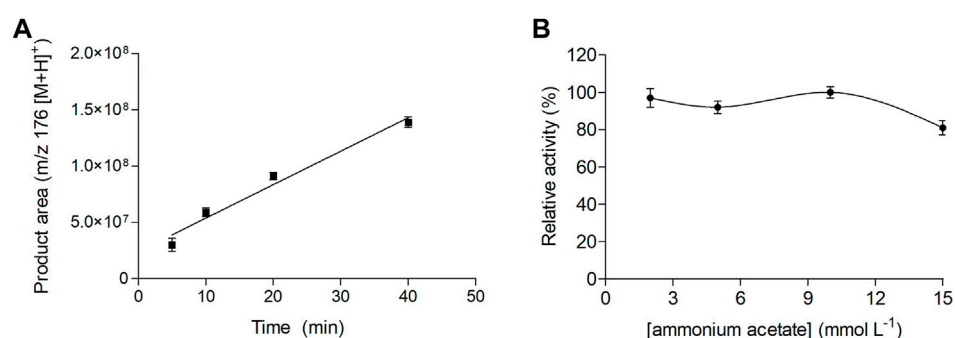 A
Product area (m/z 176 [M+H]⁺)
2.0×10⁸
1.5×10⁸
1.0×10⁸
5.0×10⁷
0
0 10 20 30 40 50
Time (min)
B
Relative activity (%)
120
100
80
60
40
20
0
0 3 6 9 12 15
[ammonium acetate] (mmol L⁻¹)